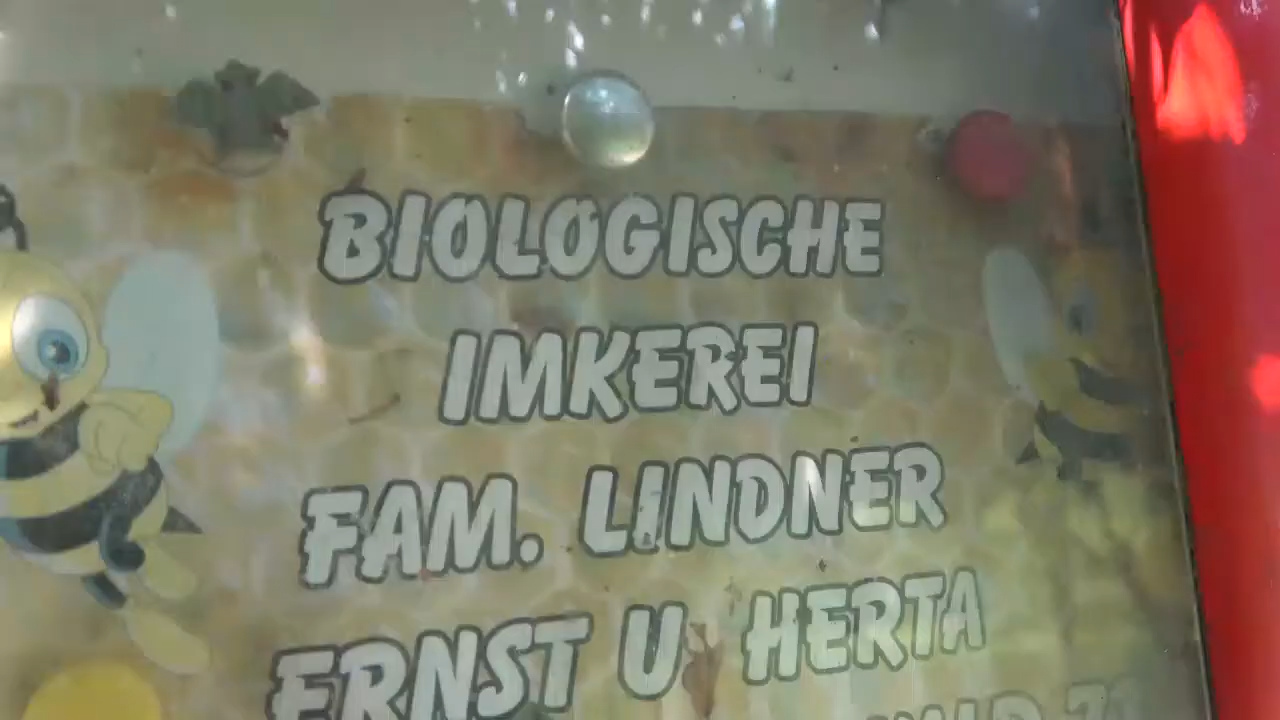 BIOLOGISCHE
IMKEREI
FAM. LINDNER
ERNST U HERTA